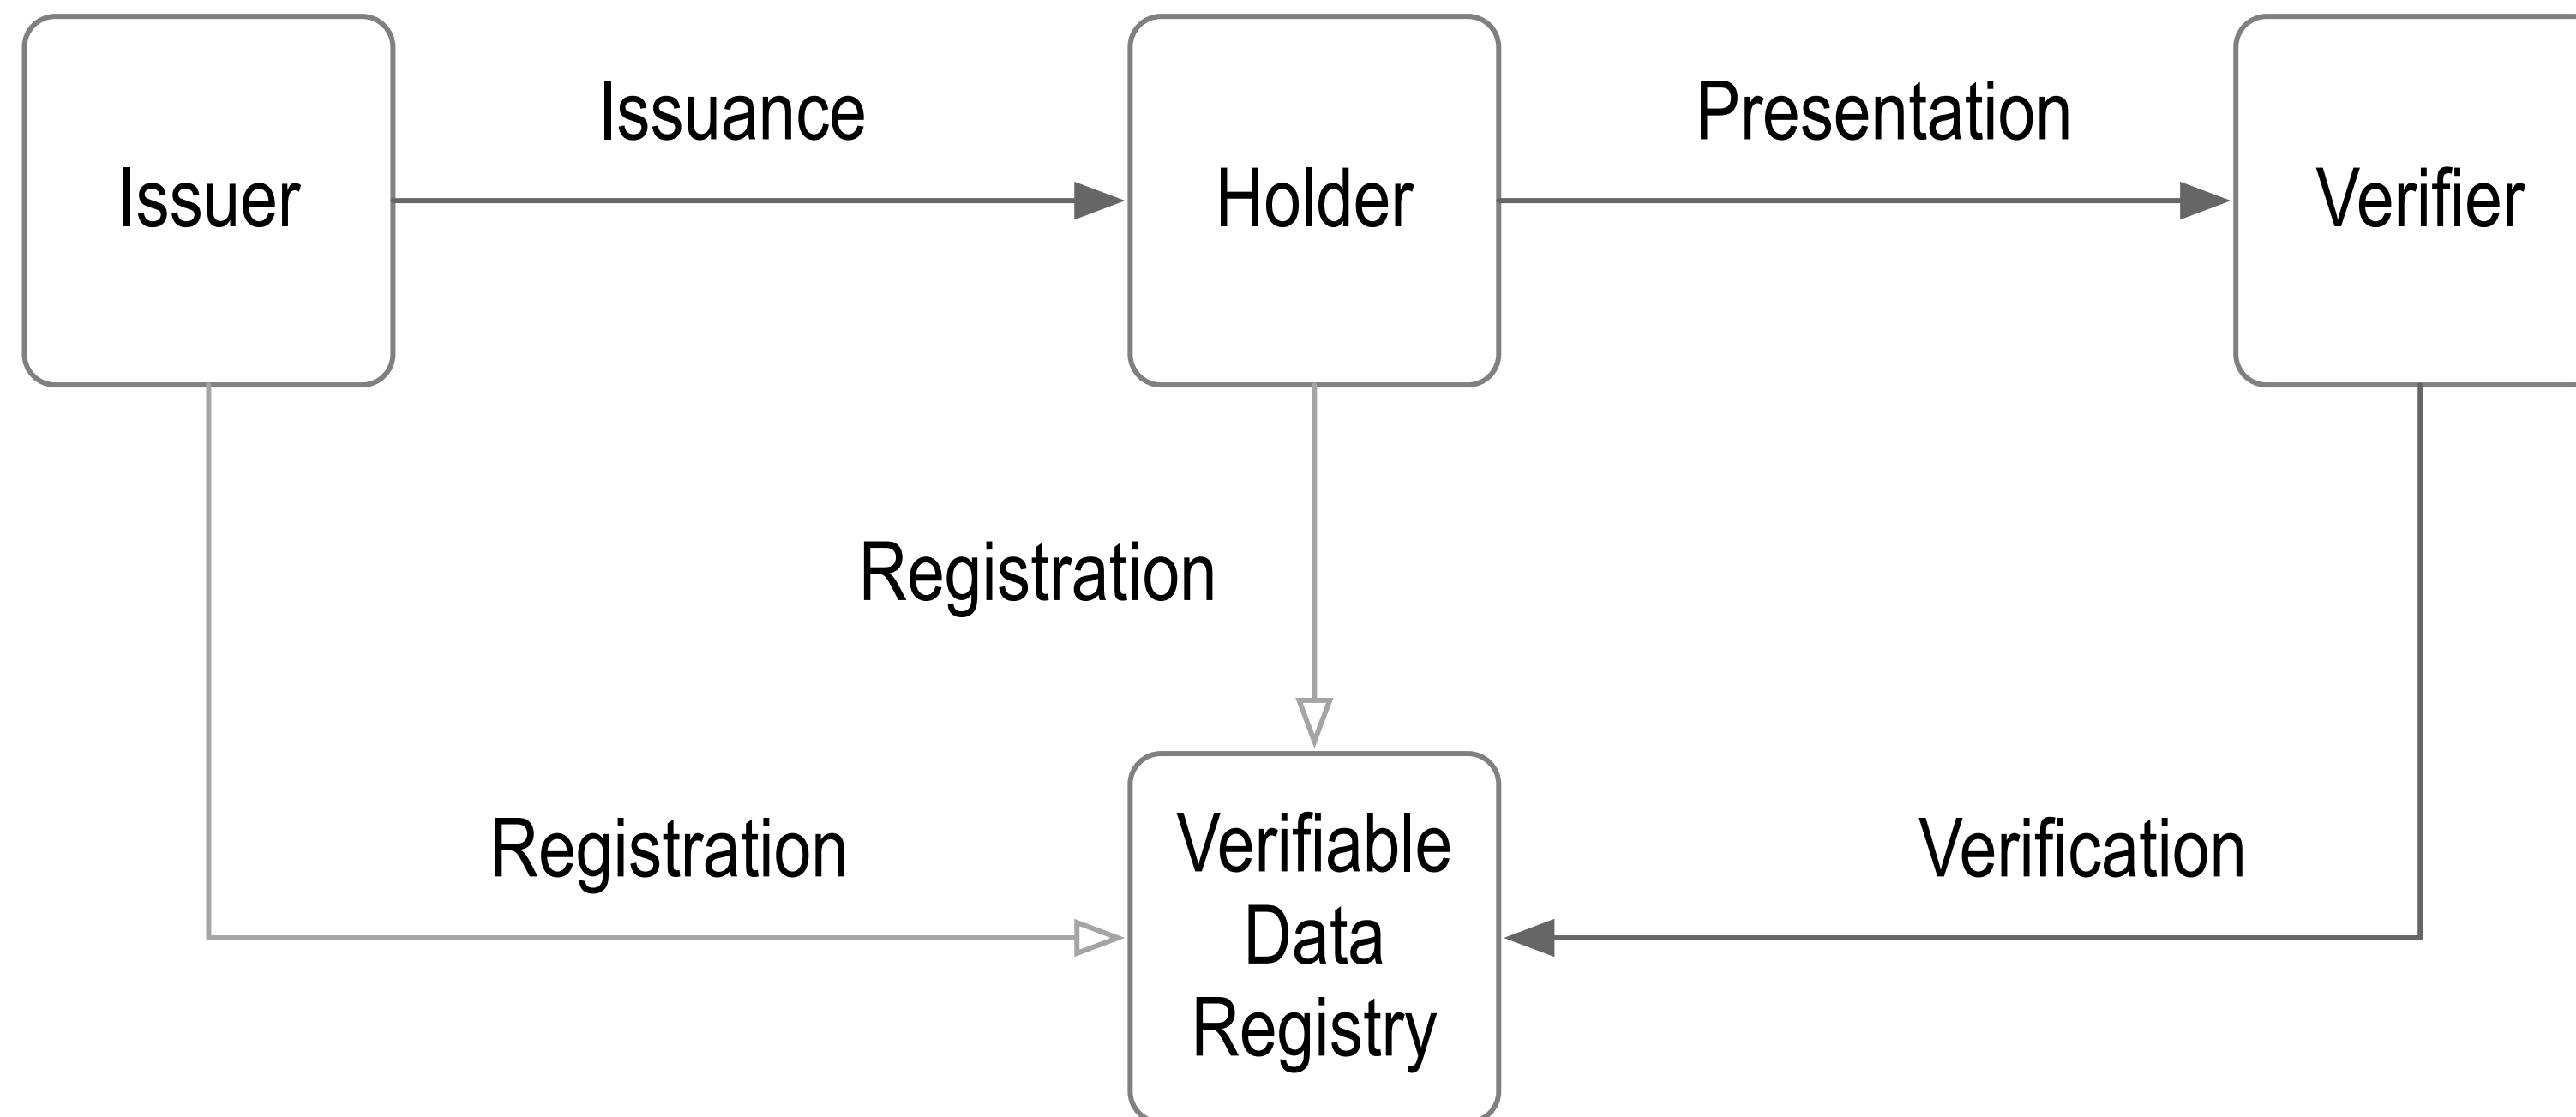 Issuer
Issuance
Holder
Presentation
Verifier
Registration
Registration
Verifiable
Data
Registry
Verification